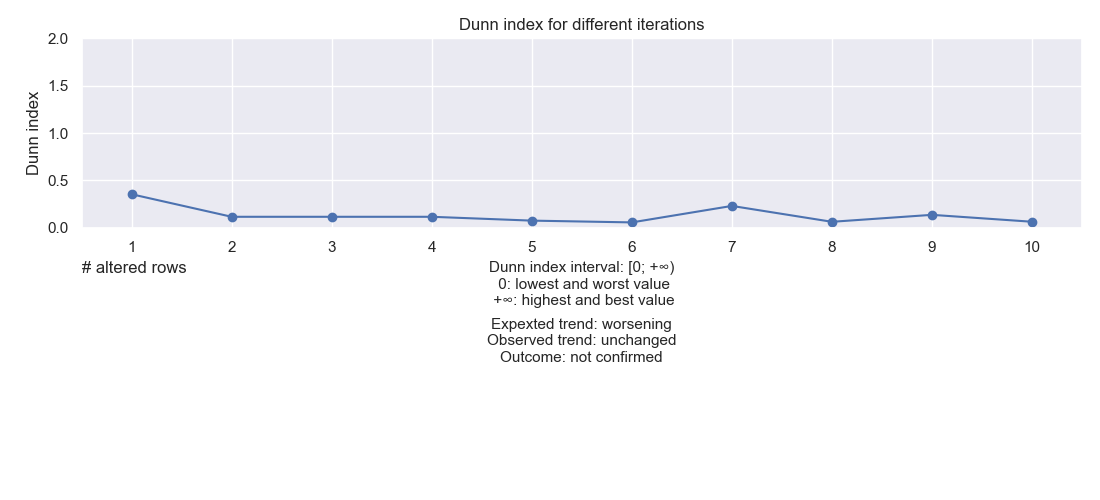 Dunn index for different iterations
2.0
1.5
1.0
0.5
0.0
Dunn index
1 2 3 4 5 6 7 8 9 10
# altered rows
Dunn index interval: [0; +∞)
0: lowest and worst value
+∞: highest and best value
Expexted trend: worsening
Observed trend: unchanged
Outcome: not confirmed